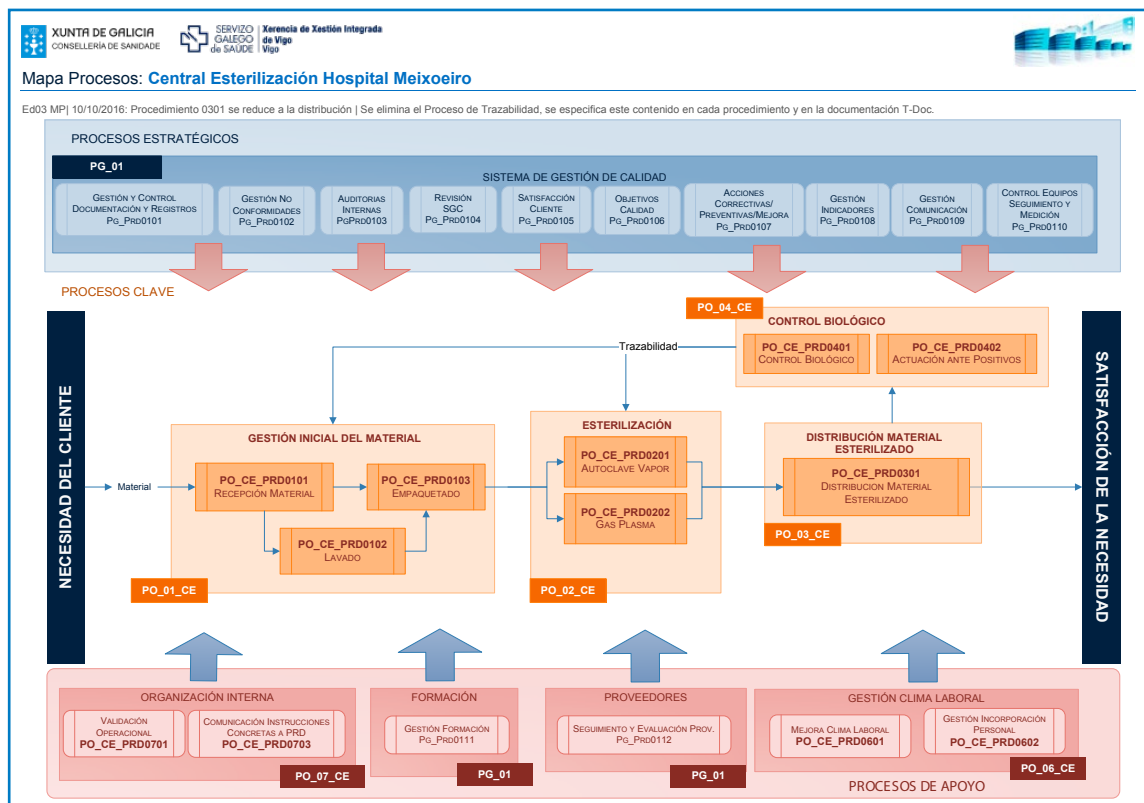 XUNTA DE GALICIA
CONSELLERÍA DE SANIDADE
SERVIZO
GALEGO
de SAÚDE
Xerencia de Xestión Integrada
de Vigo
Vigo
Mapa Procesos: Central Esterilización Hospital Meixoeiro
Ed03 MP| 10/10/2016: Procedimiento 0301 se reduce a la distribución | Se elimina el Proceso de Trazabilidad, se especifica este contenido en cada procedimiento y en la documentación T-Doc.
PROCESOS ESTRATÉGICOS
PG_01
SISTEMA DE GESTIÓN DE CALIDAD
GESTIÓN Y CONTROL
DOCUMENTACIÓN Y REGISTROS
PG_PRD0101
GESTIÓN NO
CONFORMIDADES
PG_PRD0102
AUDITORIAS
INTERNAS
PGPRD0103
REVISIÓN
SGC
PG_PRD0104
SATISFACCIÓN
CLIENTE
PG_PRD0105
OBJETIVOS
CALIDAD
PG_PRD0106
ACCIONES
CORRECTIVAS/
PREVENTIVAS/MEJORA
PG_PRD0107
GESTIÓN
INDICADORES
PG_PRD0108
GESTIÓN
COMUNICACIÓN
PG_PRD0109
CONTROL EQUIPOS
SEGUIMIENTO Y
MEDICIÓN
PG_PRD0110
PROCESOS CLAVE
NECESIDAD DEL CLIENTE
Material
GESTIÓN INICIAL DEL MATERIAL
PO_CE_PRD0101
RECEPCIÓN MATERIAL
PO_CE_PRD0103
EMPAQUETADO
PO_CE_PRD0102
LAVADO
PO_01_CE
Trazabilidad
ESTERILIZACIÓN
PO_CE_PRD0201
AUTOCLAVE VAPOR
PO_CE_PRD0202
GAS PLASMA
PO_02_CE
PO_04_CE
CONTROL BIOLÓGICO
PO_CE_PRD0401
CONTROL BIOLÓGICO
PO_CE_PRD0402
ACTUACIÓN ANTE POSITIVOS
DISTRIBUCIÓN MATERIAL
ESTERILIZADO
PO_CE_PRD0301
DISTRIBUCION MATERIAL
ESTERILIZADO
PO_03_CE
SATISFACCIÓN DE LA NECESIDAD
ORGANIZACIÓN INTERNA
VALIDACIÓN
OPERACIONAL
PO_CE_PRD0701
COMUNICACIÓN INSTRUCCIONES
CONCRETAS A PRD
PO_CE_PRD0703
PO_07_CE
FORMACIÓN
GESTIÓN FORMACIÓN
PG_PRD0111
PG_01
PROVEEDORES
SEGUIMIENTO Y EVALUACIÓN PROV.
PG_PRD0112
PG_01
GESTIÓN CLIMA LABORAL
MEJORA CLIMA LABORAL
PO_CE_PRD0601
GESTIÓN INCORPORACIÓN
PERSONAL
PO_CE_PRD0602
PO_06_CE
PROCESOS DE APOYO